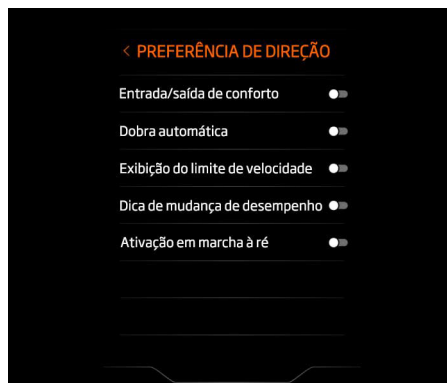 < PREFERÊNCIA DE DIREÇÃO
Entrada/saída de conforto
Dobra automática
Exibição do limite de velocidade
Dica de mudança de desempenho
Ativação em marcha à ré